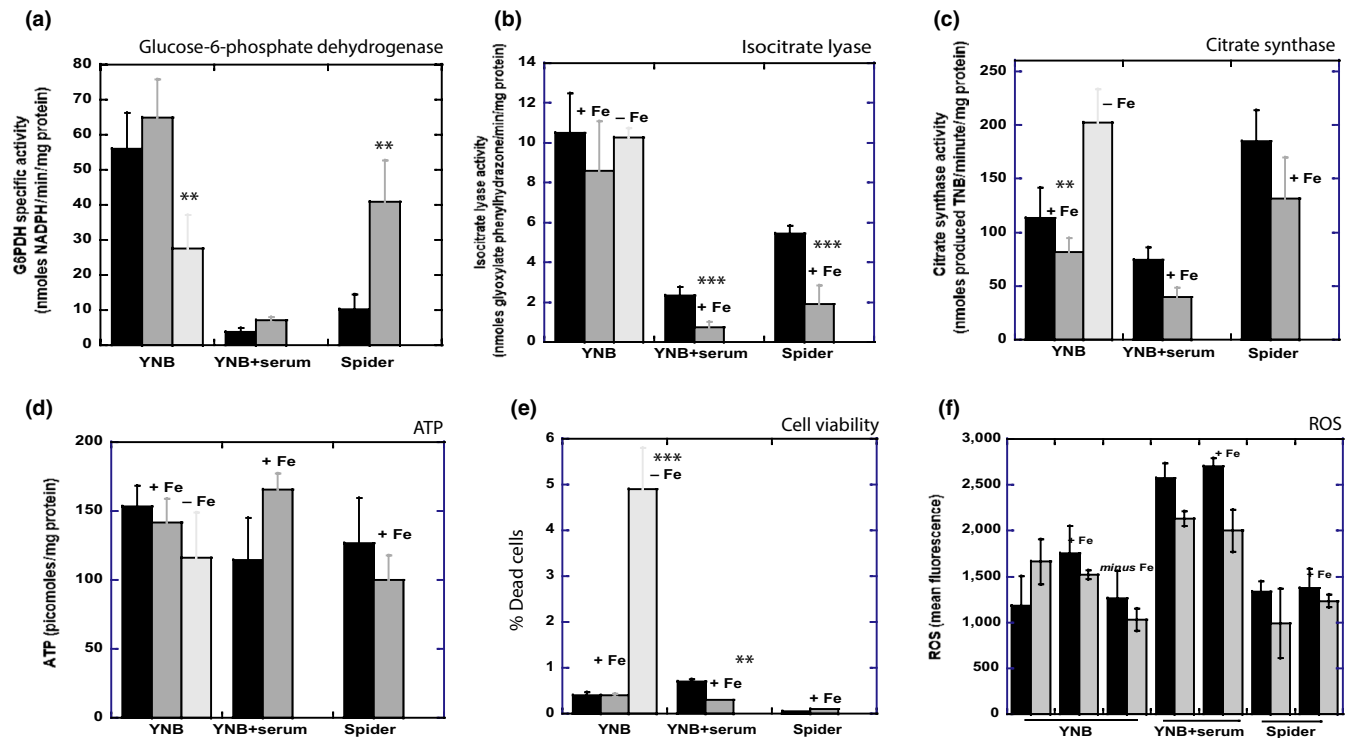 (a)
Glucose-6-phosphate dehydrogenase
G6PDH specific activity
(nmoles NADPH/min/mg protein)
80
70
60
50
40
30
20
10
0
**
**
YNB
YNB+serum
Spider
(b)
Isocitrate lyase
Isocitrate lyase activity
(nmoles glyoxylate phenylhydrazone/min/mg protein)
14
12
10
8
6
4
2
0
+ Fe
– Fe
***
+ Fe
***
+ Fe
YNB
YNB+serum
Spider
(c)
Citrate synthase
Citrate synthase activity
(nmoles produced TNB/minute/mg protein)
250
200
150
100
50
0
– Fe
**
+ Fe
+ Fe
+ Fe
YNB
YNB+serum
Spider
(d)
ATP
ATP (picomoles/mg protein)
200
150
100
50
0
+ Fe
– Fe
+ Fe
+ Fe
YNB
YNB+serum
Spider
(e)
Cell viability
% Dead cells
6
5
4
3
2
1
0
***
– Fe
+ Fe
**
+ Fe
+ Fe
YNB
YNB+serum
Spider
(f)
ROS
ROS (mean fluorescence)
3,000
2,500
2,000
1,500
1,000
500
0
+ Fe
minus Fe
+ Fe
+ Fe
YNB
YNB+serum
Spider